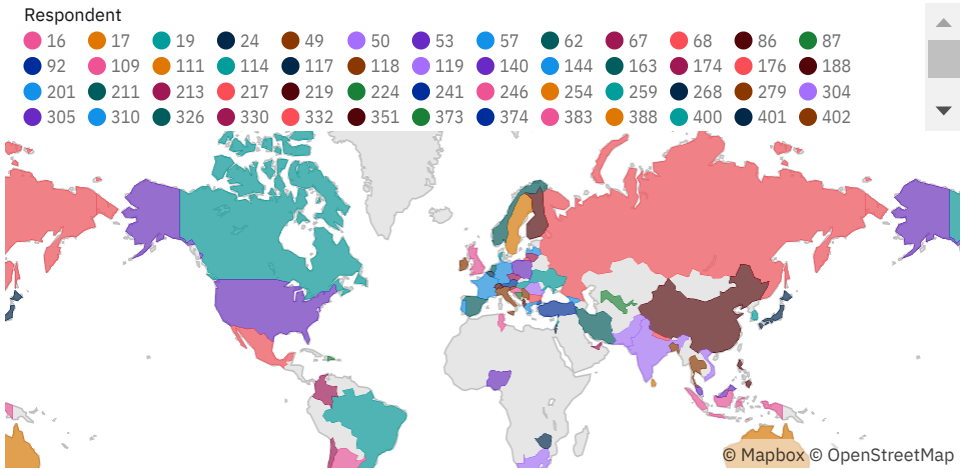 Respondent
16 17 19 24 49 50 53 57 62 67 68 86 87
92 109 111 114 117 118 119 140 144 163 174 176 188
201 211 213 217 219 224 241 246 254 259 268 279 304
305 310 326 330 332 351 373 374 383 388 400 401 402
© Mapbox © OpenStreetMap